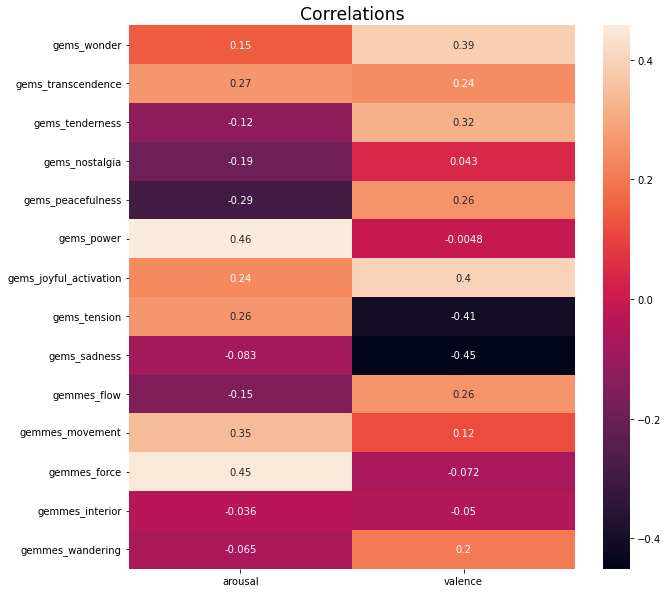 Correlations
gems_wonder 0.15 0.39
gems_transcendence 0.27 0.24
gems_tenderness -0.12 0.32
gems_nostalgia -0.19 0.043
gems_peacefulness -0.29 0.26
gems_power 0.46 -0.0048
gems_joyful_activation 0.24 0.4
gems_tension 0.26 -0.41
gems_sadness -0.083 -0.45
gemmes_flow -0.15 0.26
gemmes_movement 0.35 0.12
gemmes_force 0.45 -0.072
gemmes_interior -0.036 -0.05
gemmes_wandering -0.065 0.2
arousal valence
0.4
0.2
0.0
−0.2
−0.4